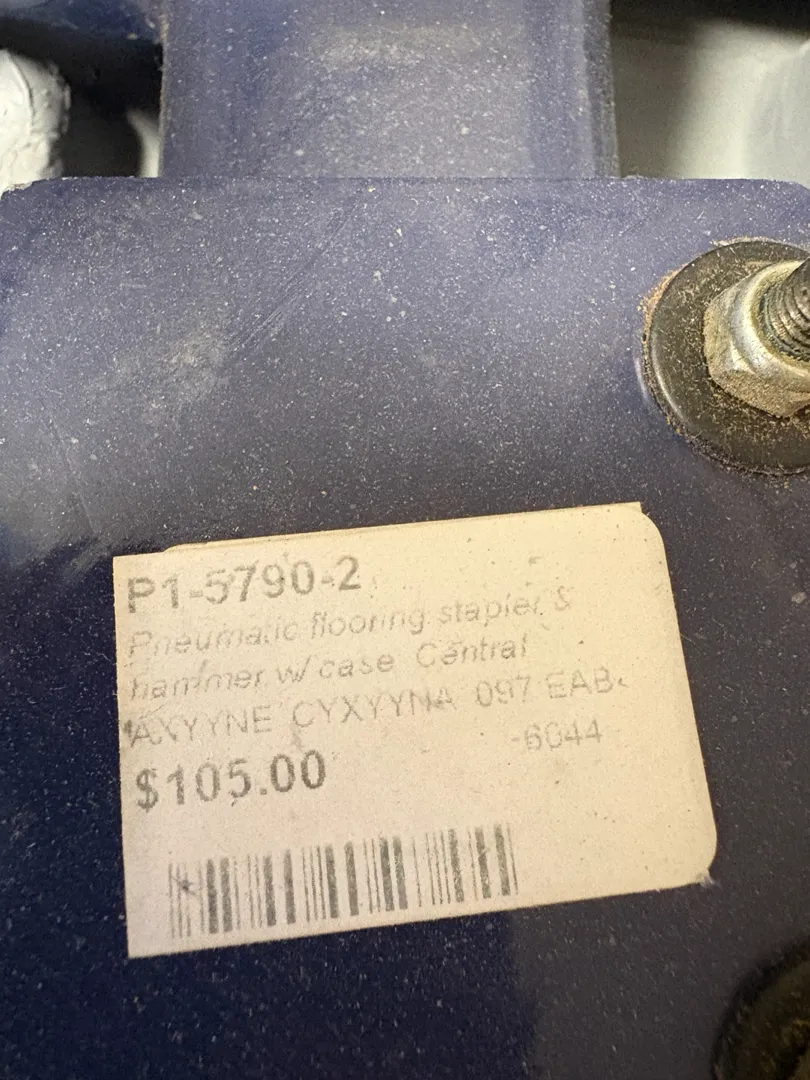 P1-5790-2
Pneumatic flooring stapler &
hammer w/ case Central
AXYYNE CYXYYNA 097 EAB-
-6044
$105.00